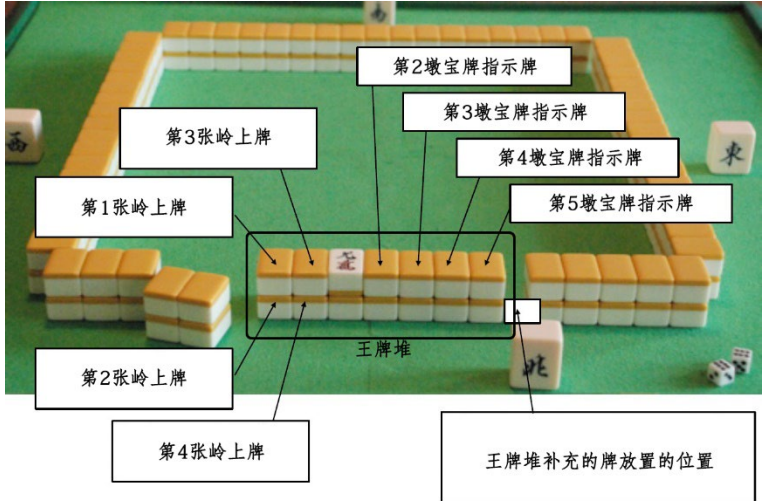 南
第2墩宝牌指示牌
第3墩宝牌指示牌
西
第3张岭上牌
東
第4墩宝牌指示牌
第1张岭上牌
第5墩宝牌指示牌
王牌堆
北
第2张岭上牌
第4张岭上牌
王牌堆补充的牌放置的位置